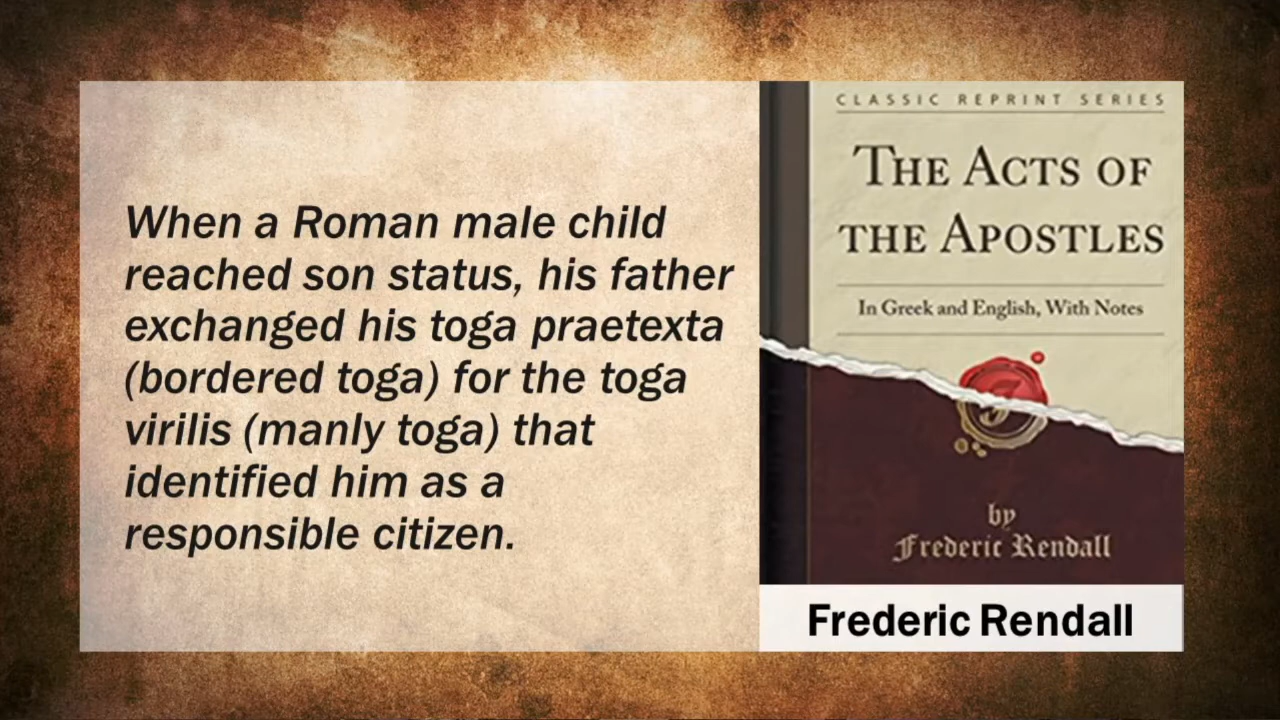 When a Roman male child
reached son status, his father
exchanged his toga praetexta
(bordered toga) for the toga
virilis (manly toga) that
identified him as a
responsible citizen.
CLASSIC REPRINT SERIES
THE ACTS OF
THE APOSTLES
In Greek and English, With Notes
by
Frederic Rendall
Frederic Rendall